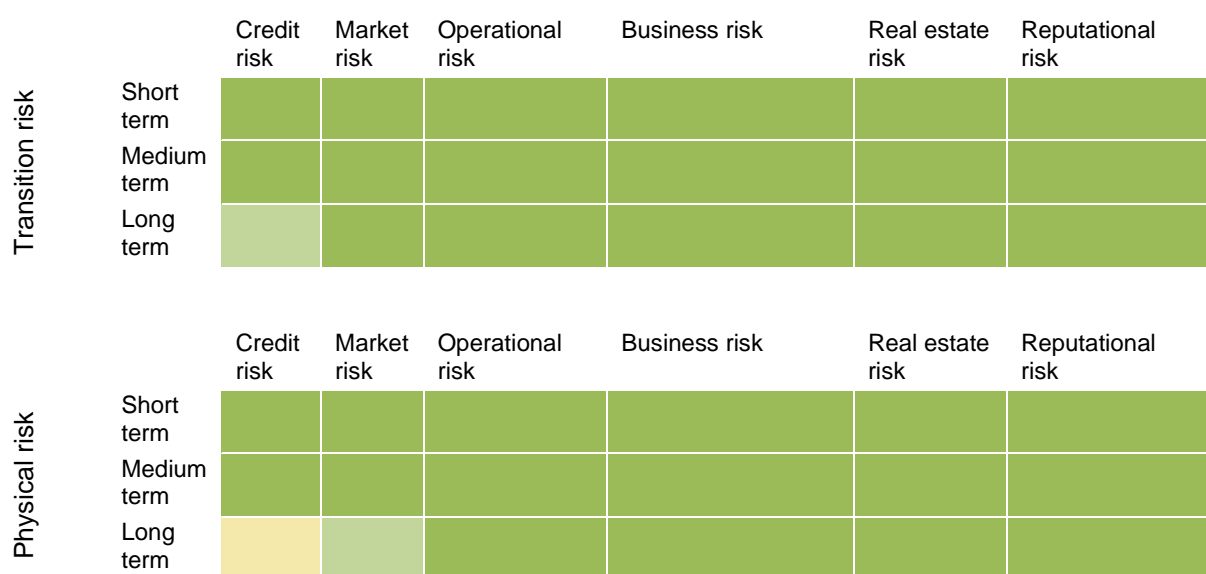 Credit Market Operational Business risk Real estate Reputational
risk risk risk risk risk
Transition risk
Short
term
Medium
term
Long
term
Credit Market Operational Business risk Real estate Reputational
risk risk risk risk risk
Physical risk
Short
term
Medium
term
Long
term